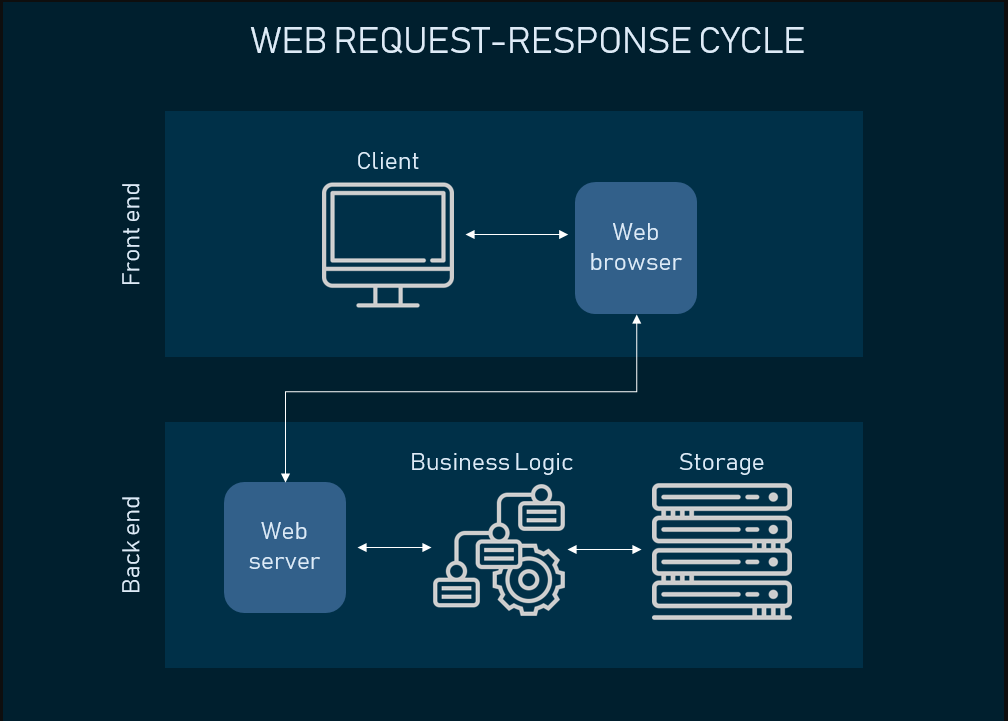 WEB REQUEST-RESPONSE CYCLE
Front end
Client
Web
browser
Back end
Business Logic
Storage
Web
server